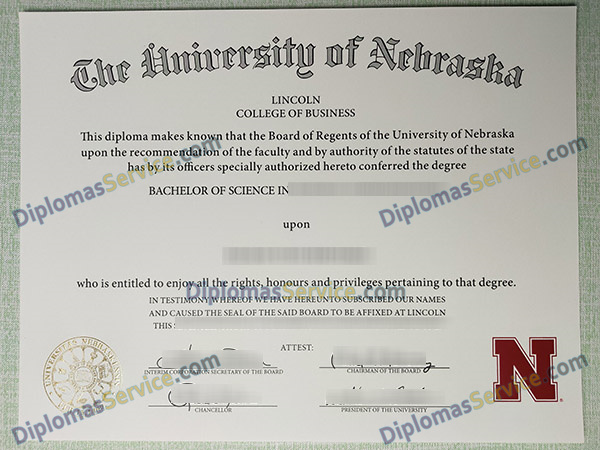 The University of Nebraska
LINCOLN
COLLEGE OF BUSINESS
This diploma makes known that the Board of Regents of the University of Nebraska
upon the recommendation of the faculty and by authority of the statutes of the state
has by its officers specially authorized hereto conferred the degree
BACHELOR OF SCIENCE IN
upon
who is entitled to enjoy all the rights, honours and privileges pertaining to that degree.
IN TESTIMONY WHEREOF WE HAVE HEREUNTO SUBSCRIBED OUR NAMES
AND CAUSED THE SEAL OF THE SAID BOARD TO BE AFFIXED AT LINCOLN
THIS
ATTEST:
INTERIM CORPORATION SECRETARY OF THE BOARD
CHAIRMAN OF THE BOARD
CHANCELLOR
PRESIDENT OF THE UNIVERSITY
N
DiplomasService.com
DiplomasService.com
DiplomasService.com
DiplomasService.com
DiplomasService.com
DiplomasService.com